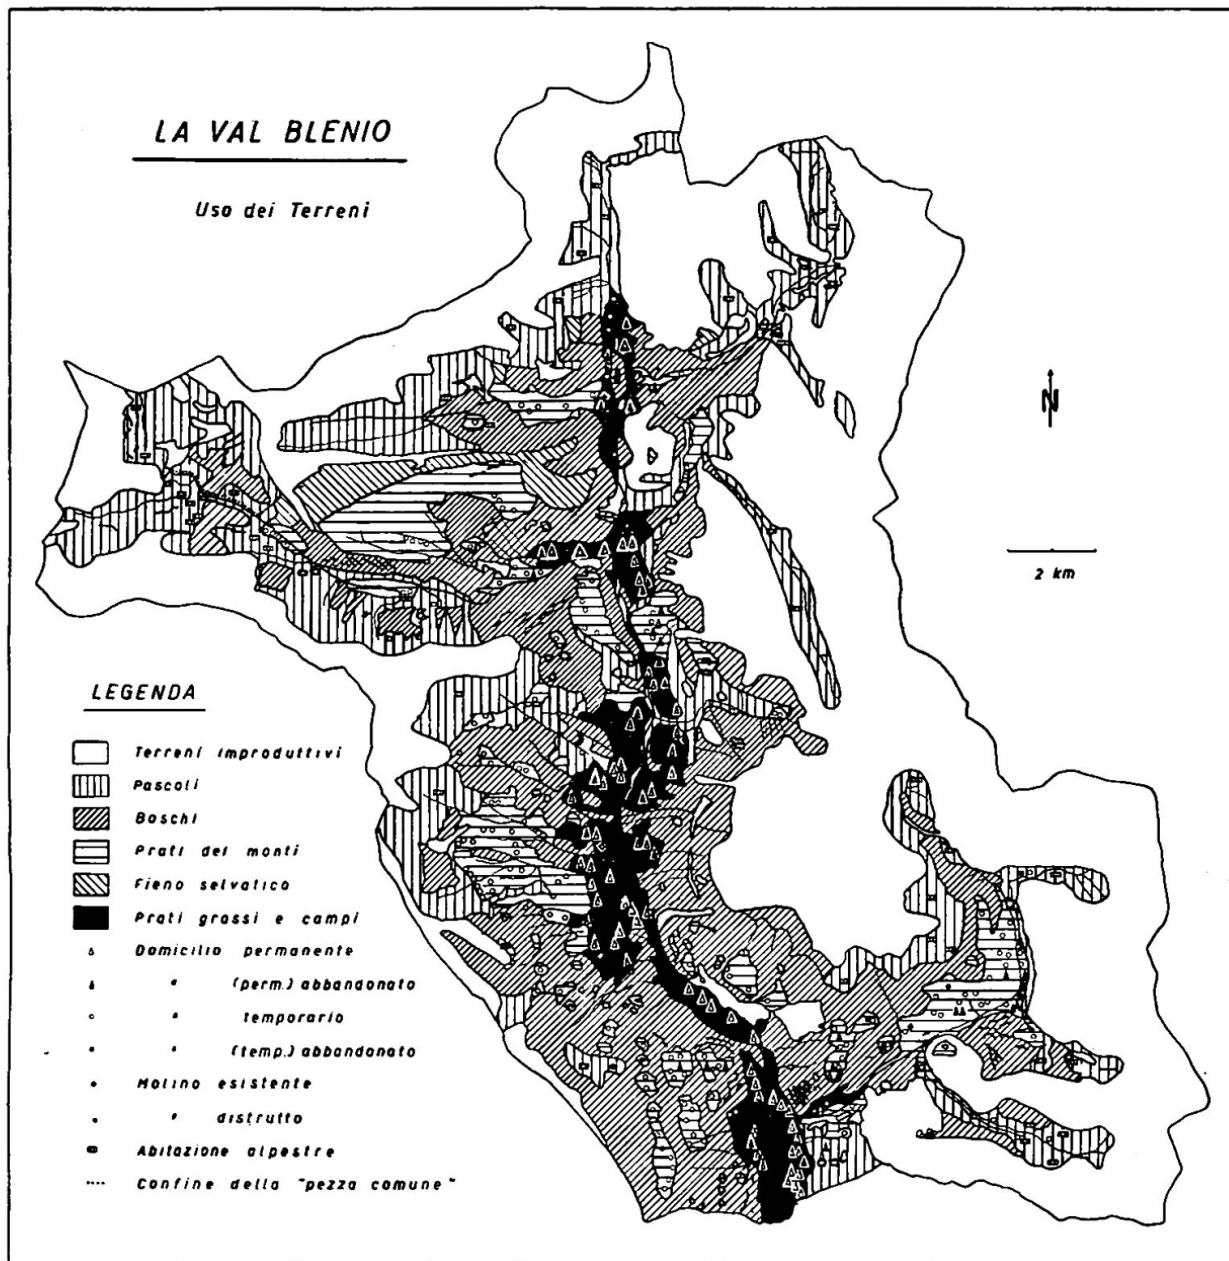 LA VAL BLENIO
Uso dei Terreni
N
2 km
LEGENDA
Terreni improduttivi
Pascoli
Boschi
Prati dei monti
Fieno selvatico
Prati grassi e campi
Domicilio permanente
" (perm.) abbandonato
" " temporario
" " (temp.) abbandonato
Molino esistente
" distrutto
Abitazione alpestre
Confine della "pezza comune"